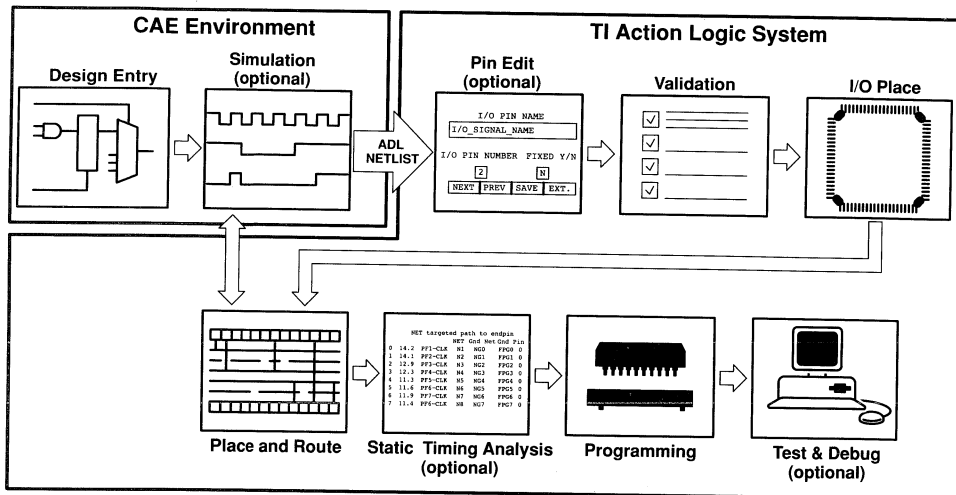 CAE Environment
TI Action Logic System
Design Entry
Simulation
(optional)
ADL
NETLIST
Pin Edit
(optional)
I/O PIN NAME
I/O_SIGNAL_NAME
I/O PIN NUMBER FIXED Y/N
2 N
NEXT PREV SAVE EXT.
Validation
I/O Place
Place and Route
NET targeted path to endpin
NET Gnd Net Gnd Pin
0 14.2 PF1-CLK N1 NG0 FPG0 0
1 14.1 PF2-CLK N2 NG1 FPG1 0
2 12.9 PF3-CLK N3 NG2 FPG2 0
3 12.3 PF4-CLK N4 NG3 FPG3 0
4 11.3 PF5-CLK N5 NG4 FPG4 0
5 11.6 PF6-CLK N6 NG5 FPG5 0
6 11.9 PF7-CLK N7 NG6 FPG6 0
7 11.4 PF6-CLK N8 NG7 FPG7 0
Static Timing Analysis
(optional)
Programming
Test & Debug
(optional)